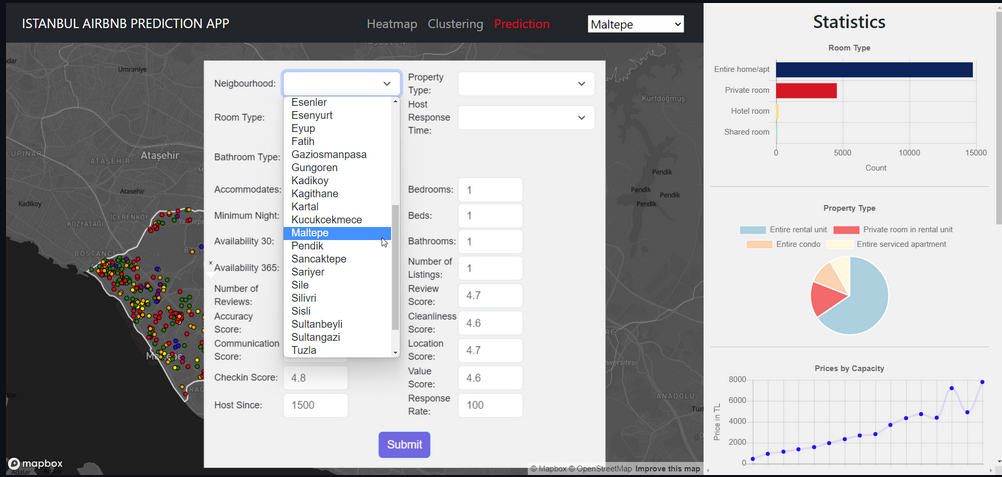 ISTANBUL AIRBNB PREDICTION APP
Heatmap
Clustering
Prediction
Maltepe
Statistics
Room Type
Entire home/apt
Private room
Hotel room
Shared room
0
5000
10000
15000
Count
Property Type
Entire rental unit
Private room in rental unit
Entire condo
Entire serviced apartment
Prices by Capacity
Price in TL
8000
6000
4000
2000
0
Neigbourhood:
Property Type:
Room Type:
Host Response Time:
Bathroom Type:
Accommodates:
Bedrooms:
1
Minimum Night:
Beds:
1
Availability 30:
Bathrooms:
1
Availability 365:
Number of Listings:
1
Number of Reviews:
Review Score:
4.7
Accuracy Score:
Cleanliness Score:
4.6
Communication Score:
Location Score:
4.7
Checkin Score:
4.8
Value Score:
4.6
Host Since:
1500
Response Rate:
100
Submit
Esenler
Esenyurt
Eyup
Fatih
Gaziosmanpasa
Gungoren
Kadikoy
Kagithane
Kartal
Kucukcekmece
Maltepe
Pendik
Sancaktepe
Sariyer
Sile
Silivri
Sisli
Sultanbeyli
Sultangazi
Tuzla
Umraniye
Ataşehir
ATAŞEHİR
Atasehir
Kadikoy
Kurtdoğmuş
Pendik
Pendik
Pendik
ANADOLU
mapbox
© Mapbox © OpenStreetMap Improve this map